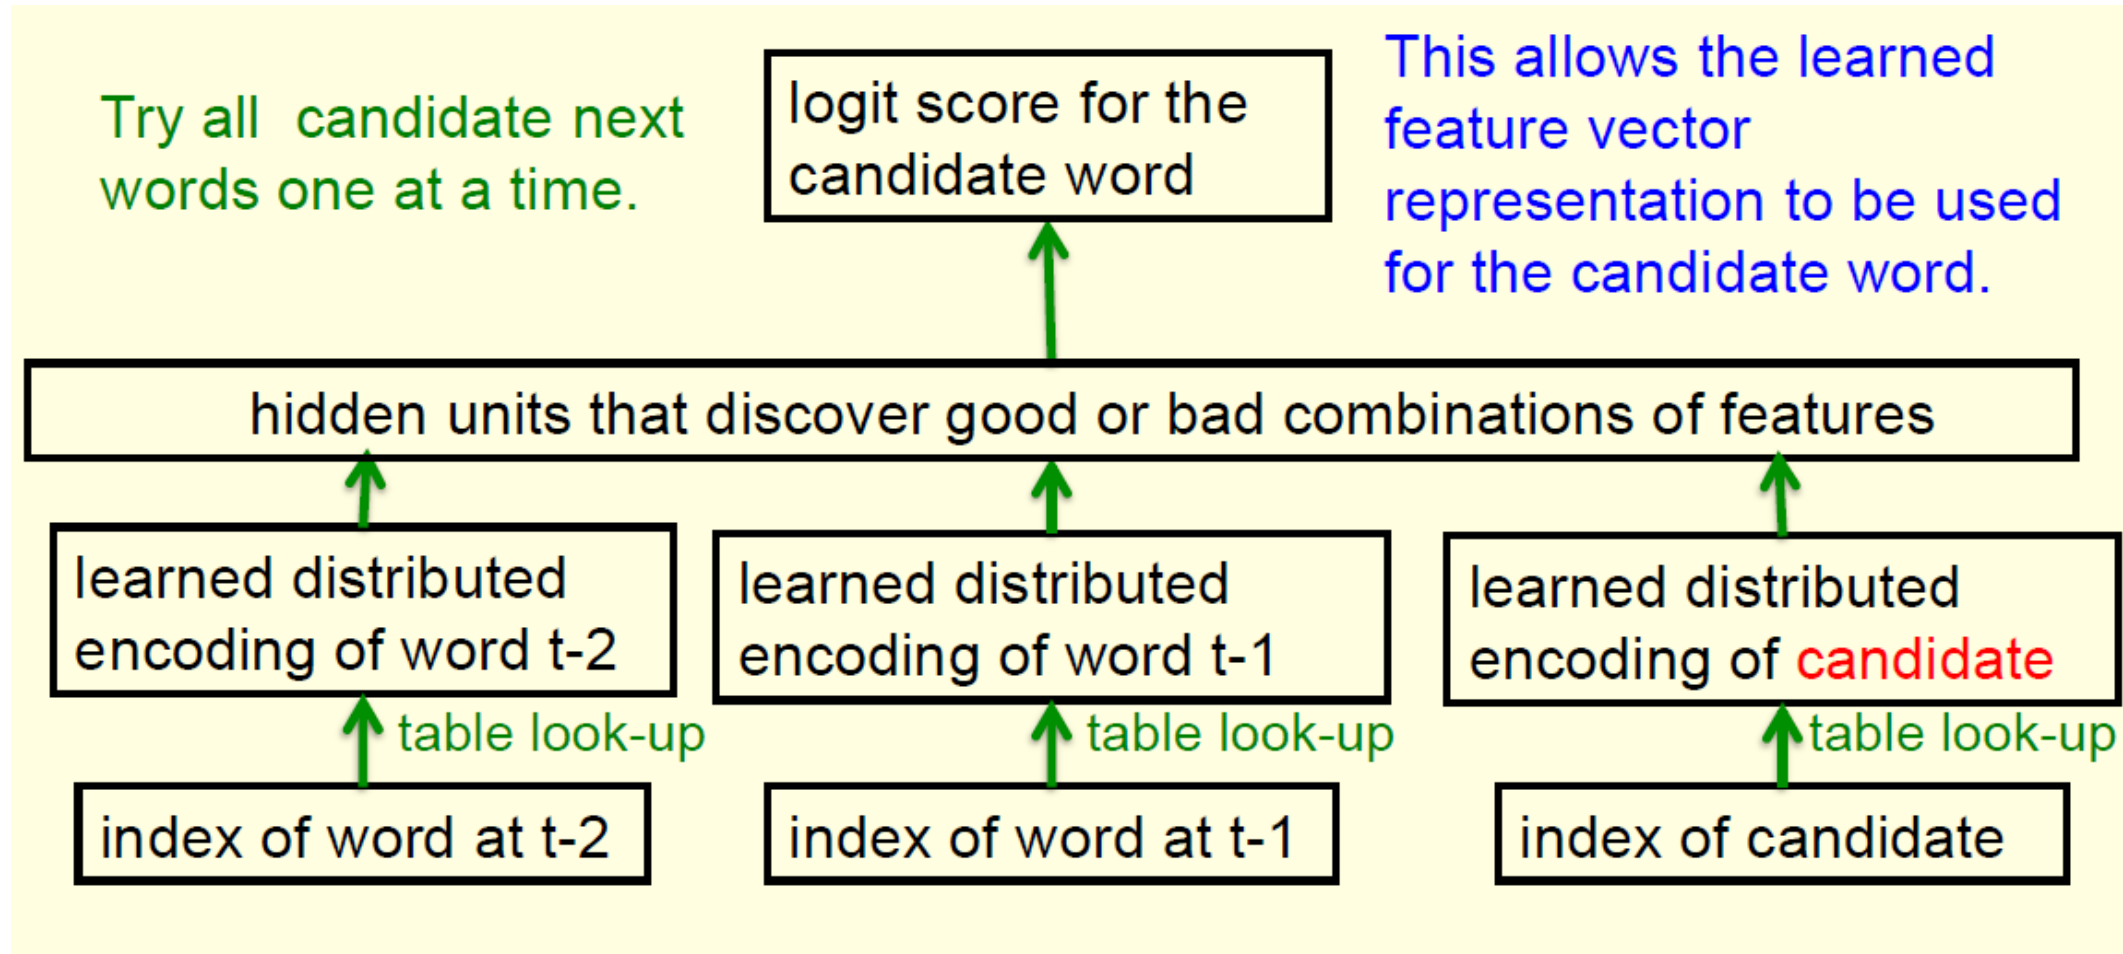 Try all  candidate next
words one at a time.
logit score for the
candidate word
This allows the learned
feature vector
representation to be used
for the candidate word.
hidden units that discover good or bad combinations of features
learned distributed
encoding of word t-2
learned distributed
encoding of word t-1
learned distributed
encoding of candidate
table look-up
table look-up
table look-up
index of word at t-2
index of word at t-1
index of candidate